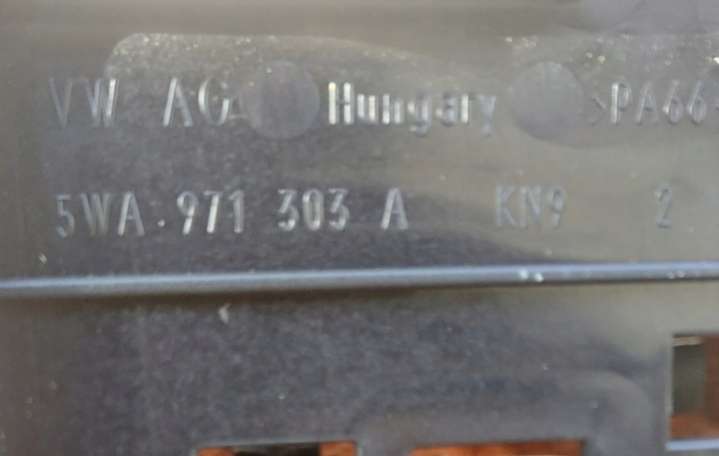 VW AG Hungary >PA66
5WA.971 303 A KN9 2